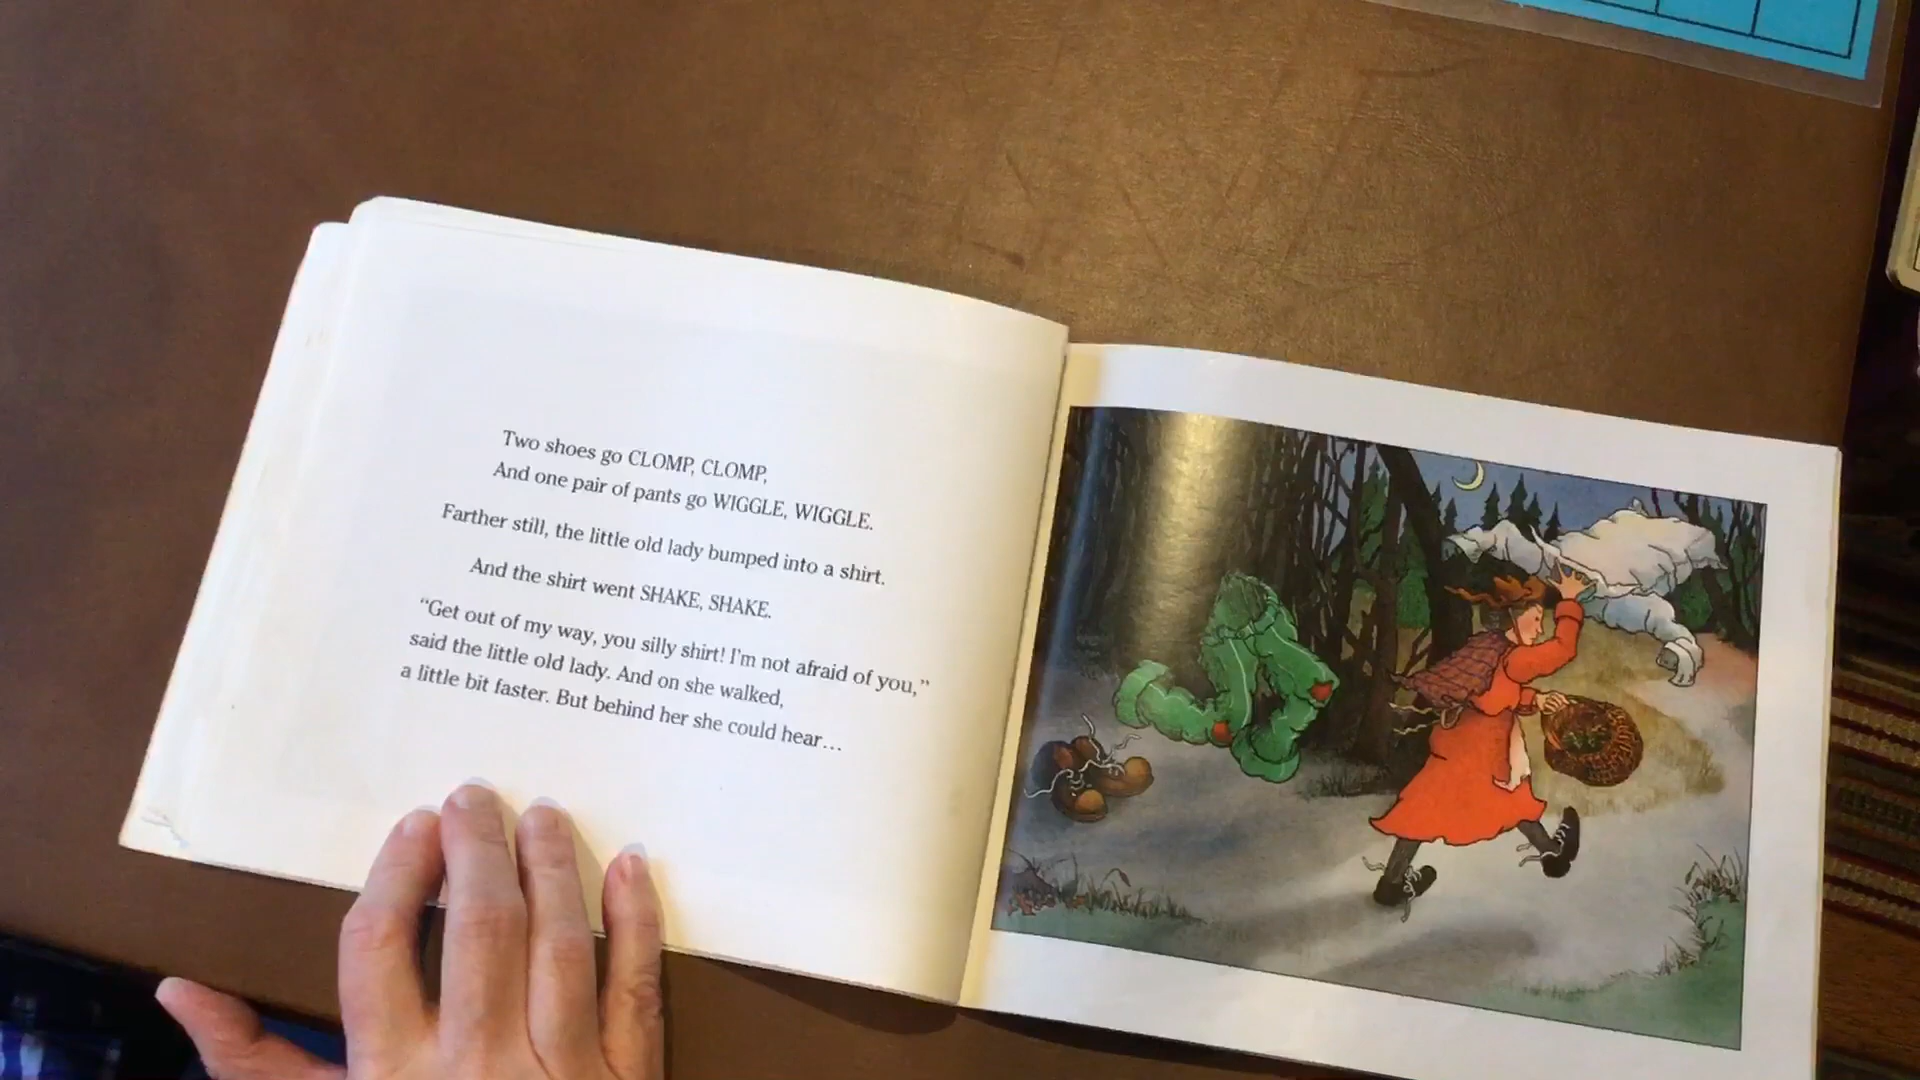 Two shoes go CLOMP, CLOMP,
And one pair of pants go WIGGLE, WIGGLE.
Farther still, the little old lady bumped into a shirt.
And the shirt went SHAKE, SHAKE.
“Get out of my way, you silly shirt! I'm not afraid of you,”
said the little old lady. And on she walked,
a little bit faster. But behind her she could hear…